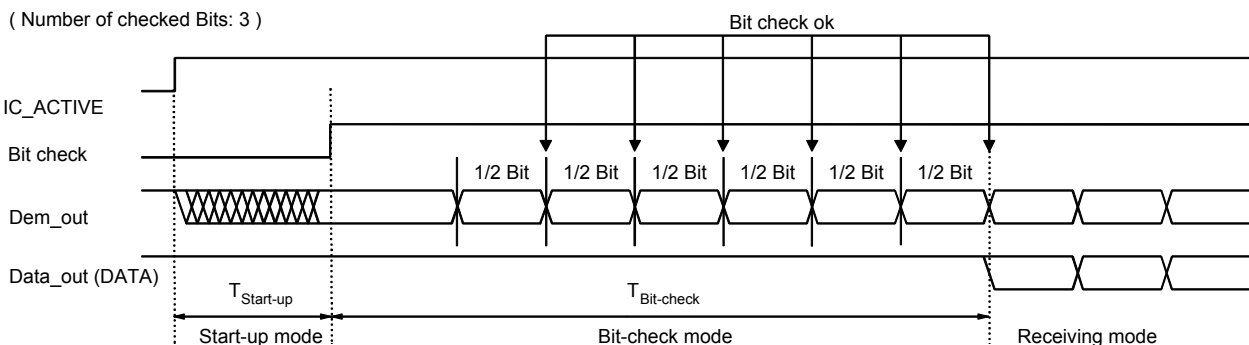 ( Number of checked Bits: 3 )
Bit check ok
IC_ACTIVE
Bit check
1/2 Bit 1/2 Bit 1/2 Bit 1/2 Bit 1/2 Bit 1/2 Bit
Dem_out
Data_out (DATA)
T Start-up T Bit-check
Start-up mode Bit-check mode Receiving mode